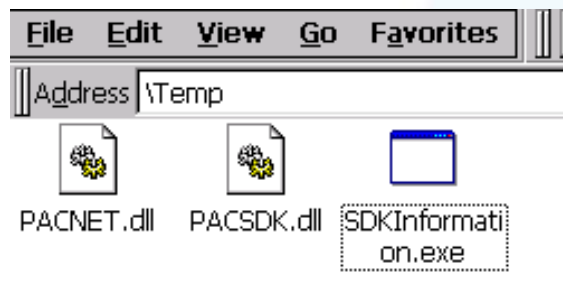 File Edit View Go Favorites
Address \Temp
PACNET.dll PACSDK.dll SDKInformati
on.exe